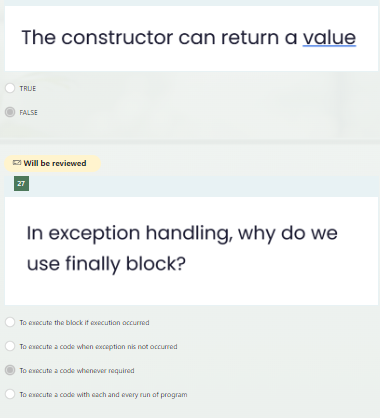 The constructor can return a value
TRUE
FALSE
Will be reviewed
27
In exception handling, why do we
use finally block?
To execute the block if execution occurred
To execute a code when exception nis not occurred
To execute a code whenever required
To execute a code with each and every run of program